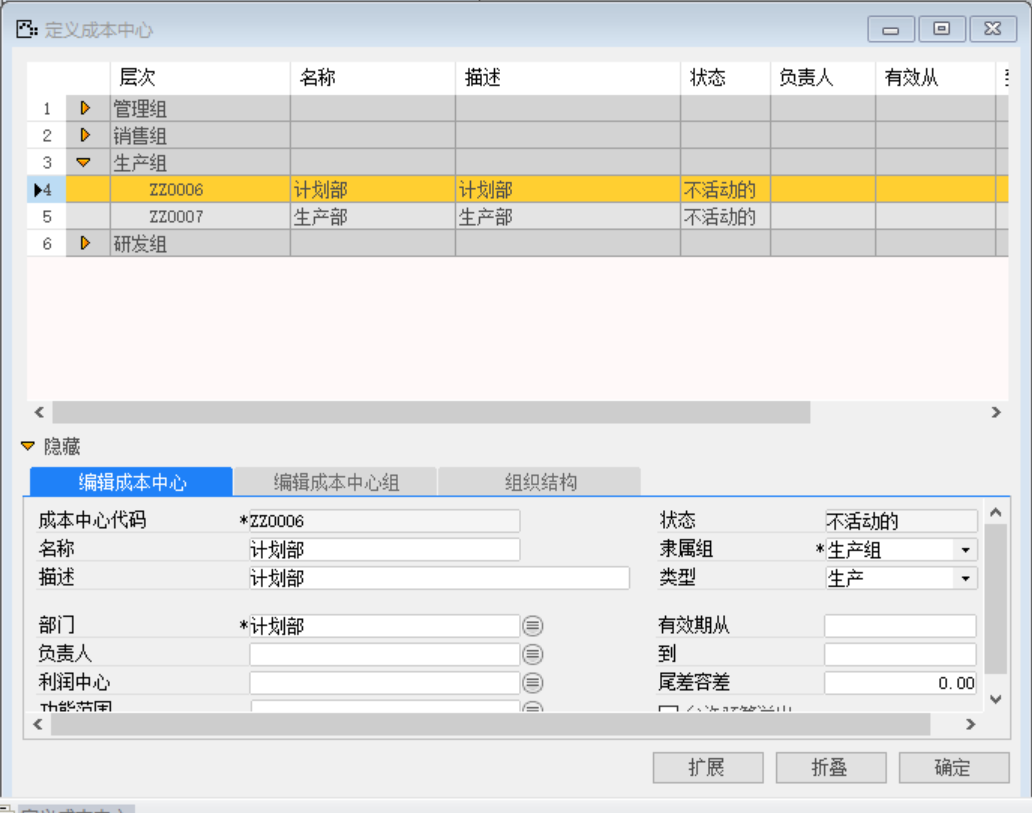 定义成本中心
层次 名称 描述 状态 负责人 有效从
1 管理组
2 销售组
3 生产组
4 ZZ0006 计划部 计划部 不活动的
5 ZZ0007 生产部 生产部 不活动的
6 研发组
隐藏
编辑成本中心 编辑成本中心组 组织结构
成本中心代码 *ZZ0006 状态 不活动的
名称 计划部 隶属组 *生产组
描述 计划部 类型 生产
部门 *计划部 有效期从
负责人 到
利润中心 尾差容差 0.00
功能范围
扩展 折叠 确定
定义成本中心